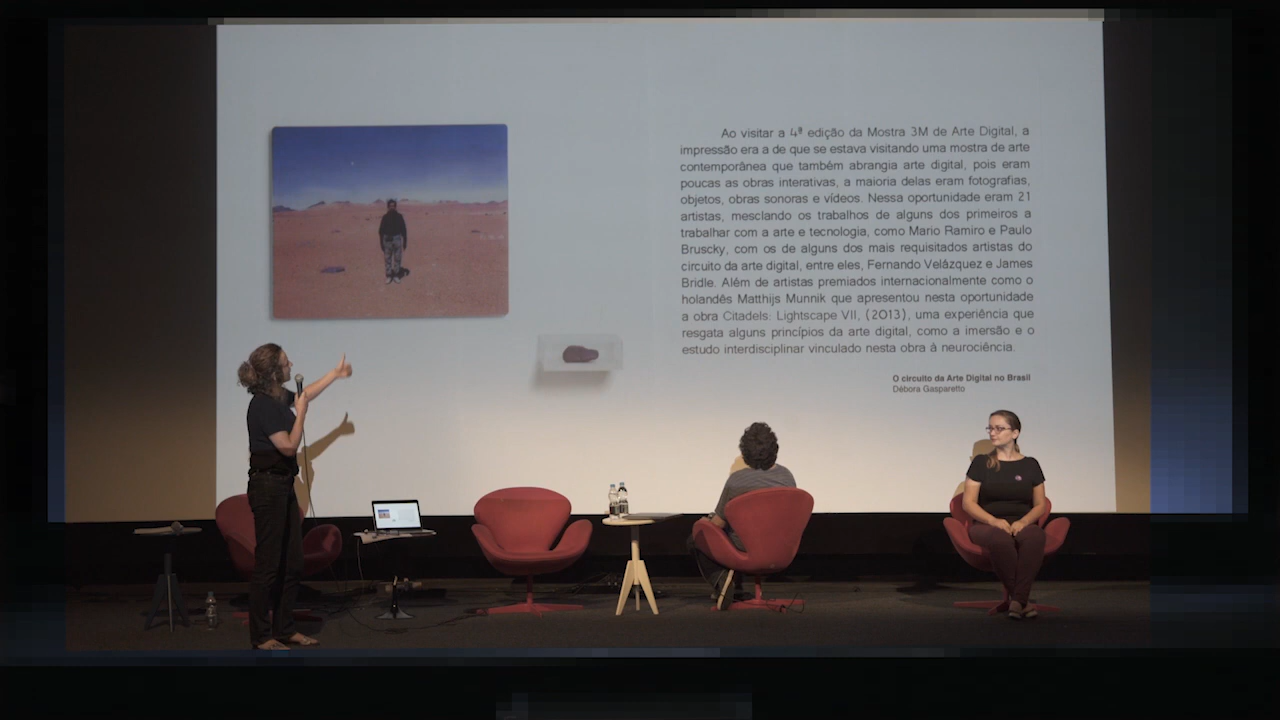 Ao visitar a 4ª edição da Mostra 3M de Arte Digital, a
impressão era a de que se estava visitando uma mostra de arte
contemporânea que também abrangia arte digital, pois eram
poucas as obras interativas, a maioria delas eram fotografias,
objetos, obras sonoras e vídeos. Nessa oportunidade eram 21
artistas, mesclando os trabalhos de alguns dos primeiros a
trabalhar com a arte e tecnologia, como Mario Ramiro e Paulo
Bruscky, com os de alguns dos mais requisitados artistas do
circuito da arte digital, entre eles, Fernando Velázquez e James
Bridle. Além de artistas premiados internacionalmente como o
holandês Matthijs Munnik que apresentou nesta oportunidade
a obra Citadels: Lightscape VII, (2013), uma experiência que
resgata alguns princípios da arte digital, como a imersão e o
estudo interdisciplinar vinculado nesta obra à neurociência.
O circuito da Arte Digital no Brasil
Débora Gasparetto